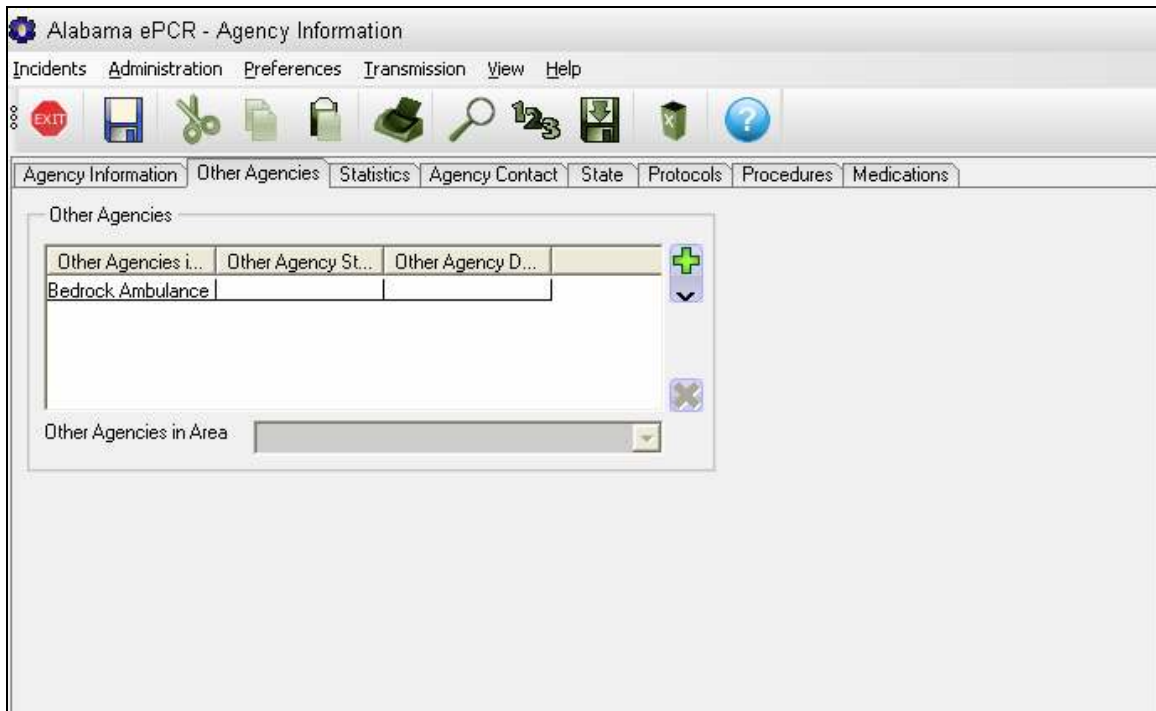 Alabama ePCR - Agency Information
Incidents Administration Preferences Transmission View Help
EXIT 123 X ?
Agency Information Other Agencies Statistics Agency Contact State Protocols Procedures Medications
Other Agencies
Other Agencies i... Other Agency St... Other Agency D...
Bedrock Ambulance
Other Agencies in Area